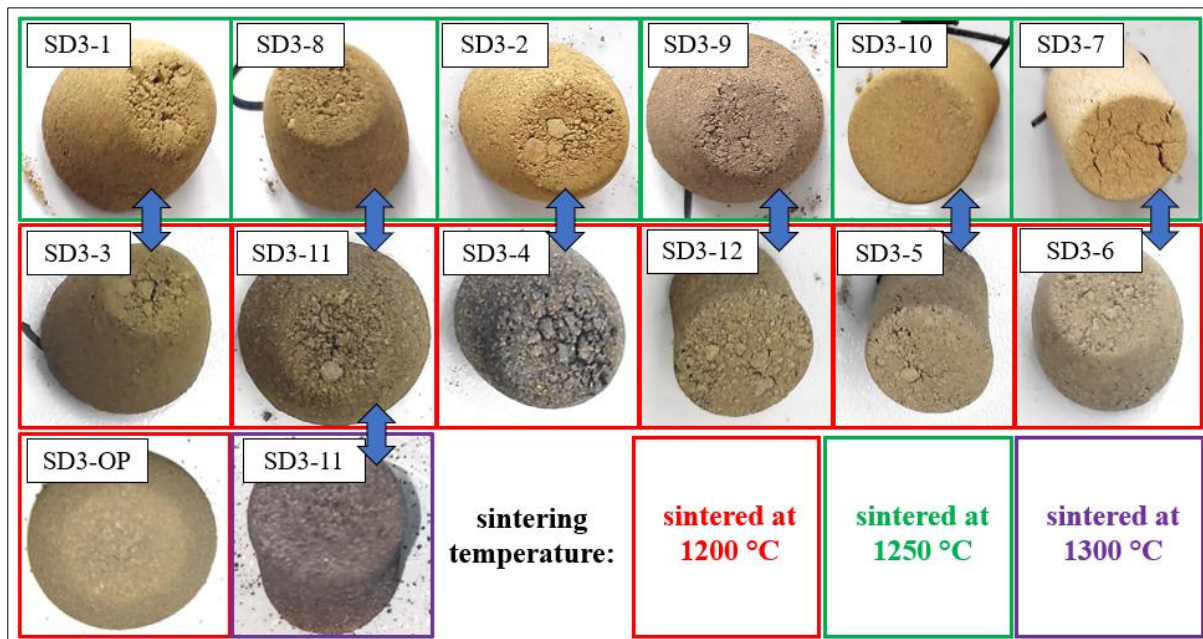 SD3-1
SD3-8
SD3-2
SD3-9
SD3-10
SD3-7
SD3-3
SD3-11
SD3-4
SD3-12
SD3-5
SD3-6
SD3-OP
SD3-11
sintering
temperature:
sintered at
1200 °C
sintered at
1250 °C
sintered at
1300 °C